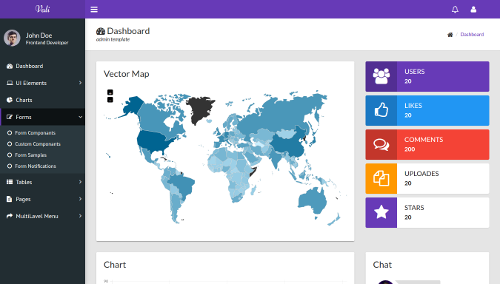 Vali
John Doe
Frontend Developer
Dashboard
UI Elements
Charts
Forms
Form Components
Custom Components
Form Samples
Form Notifications
Tables
Pages
MultiLavel Menu
Dashboard
admin template
Dashboard
Vector Map
+
-
USERS
20
LIKES
20
COMMENTS
200
UPLOADES
20
STARS
20
Chart
Chat